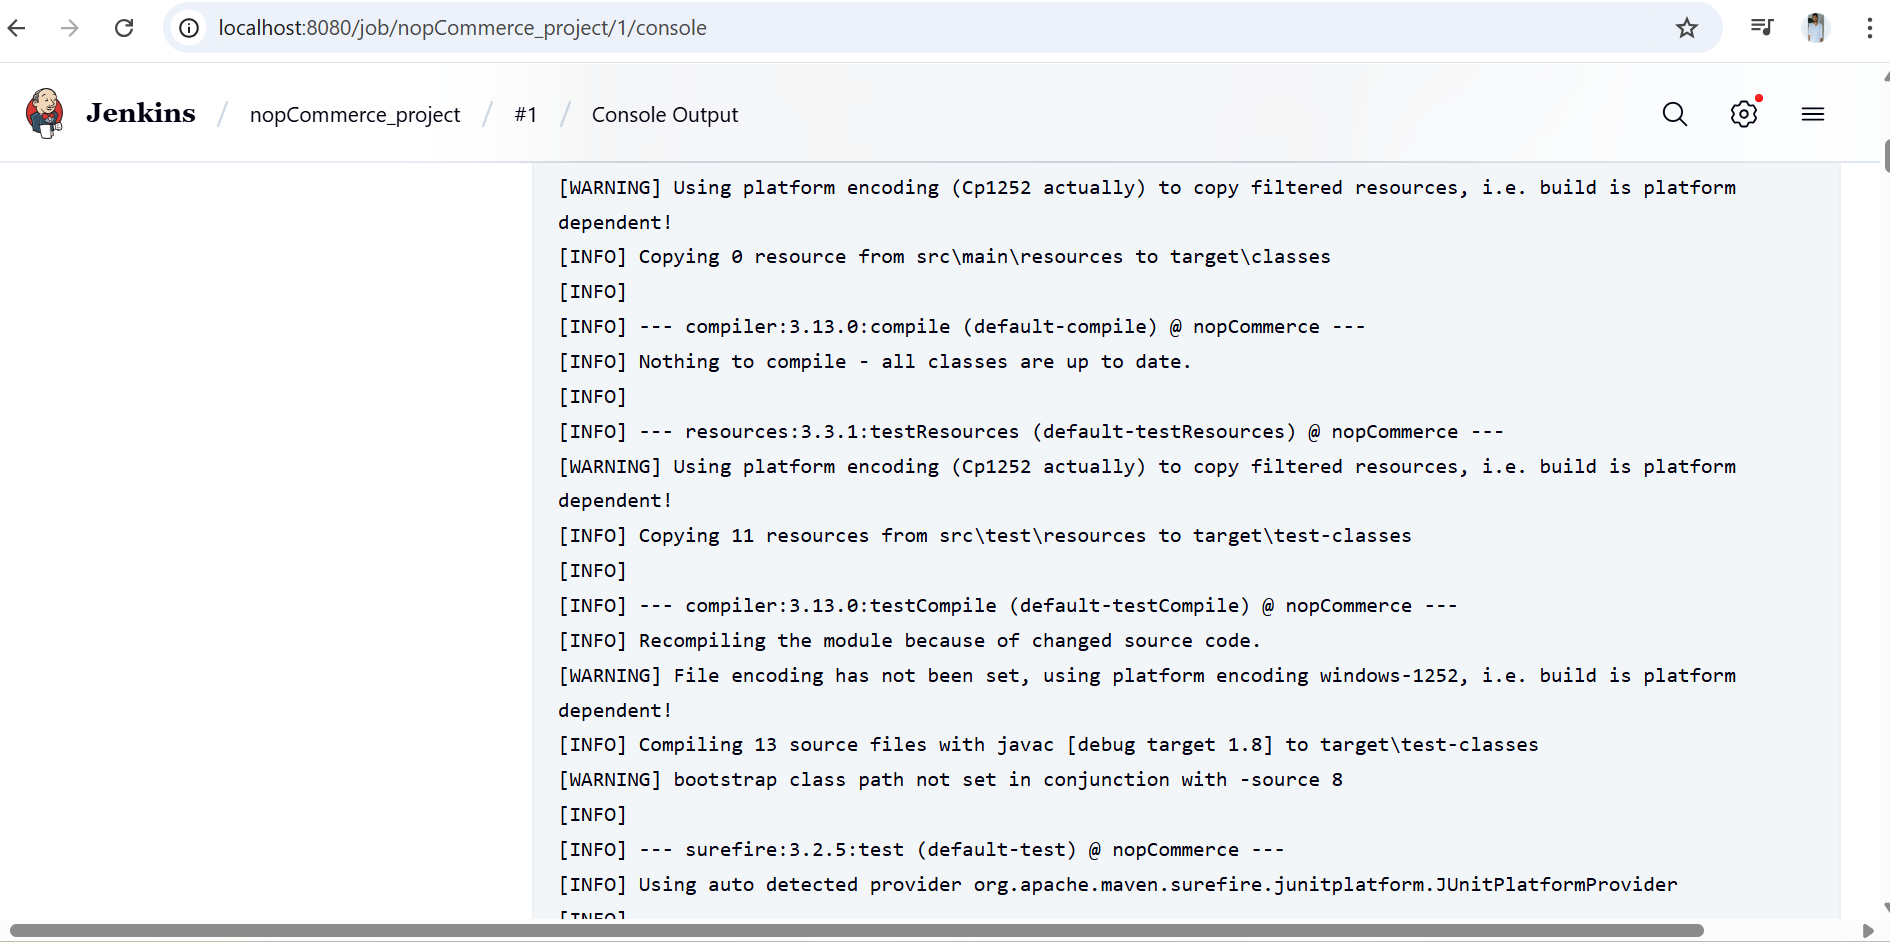 localhost:8080/job/nopCommerce_project/1/console
Jenkins / nopCommerce_project / #1 / Console Output
[WARNING] Using platform encoding (Cp1252 actually) to copy filtered resources, i.e. build is platform
dependent!
[INFO] Copying 0 resource from src\main\resources to target\classes
[INFO]
[INFO] --- compiler:3.13.0:compile (default-compile) @ nopCommerce ---
[INFO] Nothing to compile - all classes are up to date.
[INFO]
[INFO] --- resources:3.3.1:testResources (default-testResources) @ nopCommerce ---
[WARNING] Using platform encoding (Cp1252 actually) to copy filtered resources, i.e. build is platform
dependent!
[INFO] Copying 11 resources from src\test\resources to target\test-classes
[INFO]
[INFO] --- compiler:3.13.0:testCompile (default-testCompile) @ nopCommerce ---
[INFO] Recompiling the module because of changed source code.
[WARNING] File encoding has not been set, using platform encoding windows-1252, i.e. build is platform
dependent!
[INFO] Compiling 13 source files with javac [debug target 1.8] to target\test-classes
[WARNING] bootstrap class path not set in conjunction with -source 8
[INFO]
[INFO] --- surefire:3.2.5:test (default-test) @ nopCommerce ---
[INFO] Using auto detected provider org.apache.maven.surefire.junitplatform.JUnitPlatformProvider
[INFO]